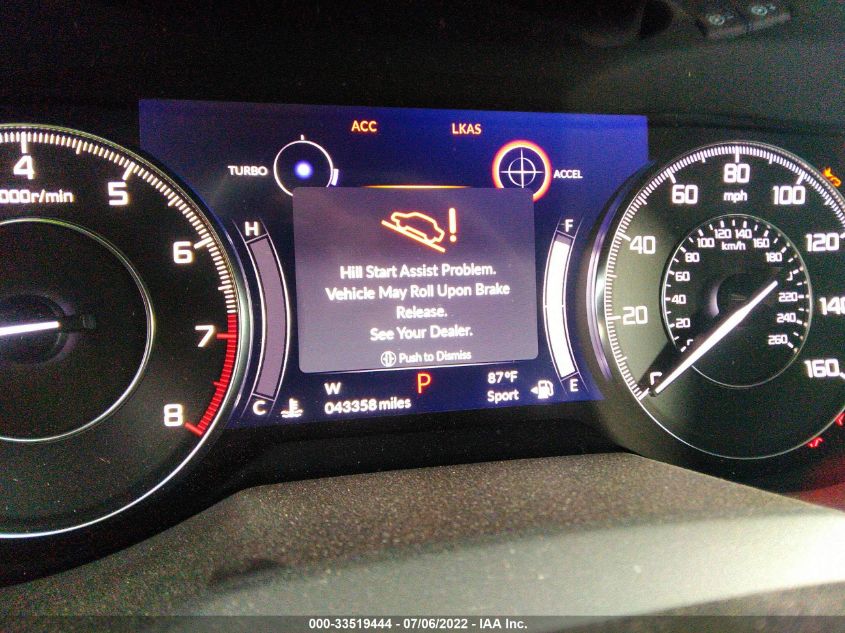 ACC LKAS
TURBO ACCEL
4 5 6 7 8
000r/min
H C
F E
Hill Start Assist Problem.
Vehicle May Roll Upon Brake
Release.
See Your Dealer.
Push to Dismiss
W P 87°F
043358 miles Sport
20 40 60 80 100 120 140 160
mph
20 40 60 80 100 120 140 160 180 220 240 260
km/h
000-33519444 - 07/06/2022 - IAA Inc.